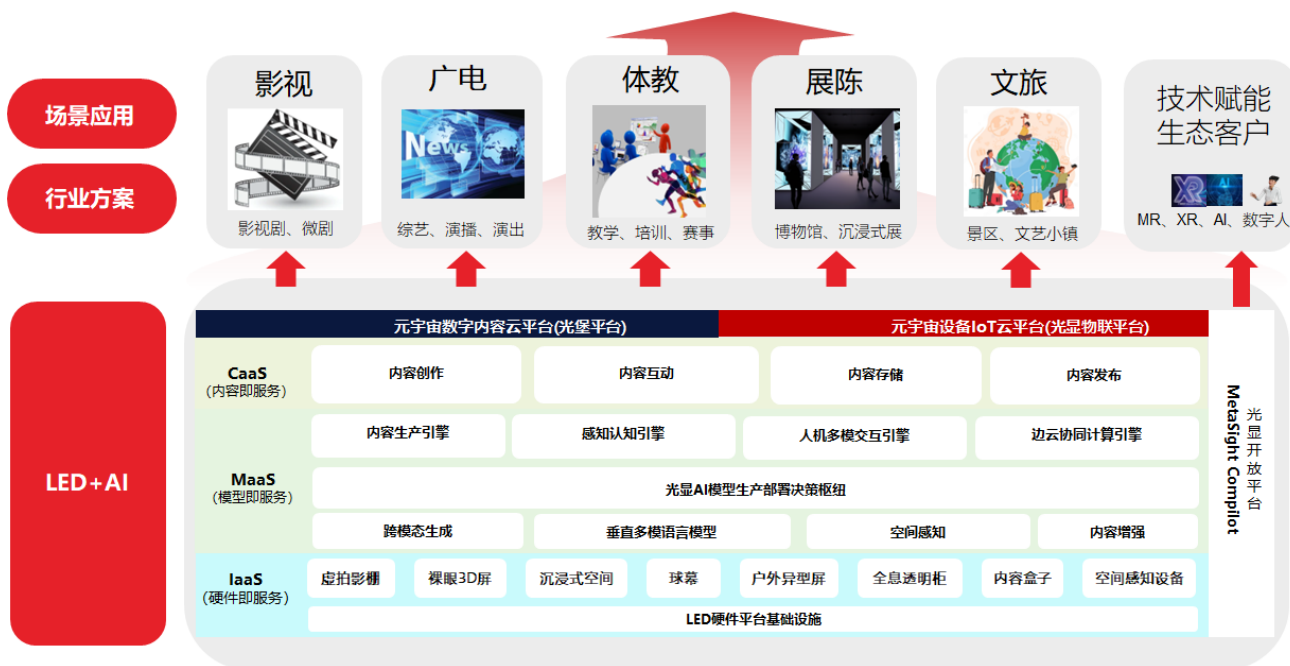 场景应用
行业方案
影视
影视剧、微剧
广电
News
综艺、演播、演出
体教
教学、培训、赛事
展陈
博物馆、沉浸式展
文旅
景区、文艺小镇
技术赋能
生态客户
XR
AI
MR、XR、AI、数字人
LED+AI
元宇宙数字内容云平台(光堡平台)
元宇宙设备IoT云平台(光显物联平台)
CaaS
(内容即服务)
内容创作
内容互动
内容存储
内容发布
MaaS
(模型即服务)
内容生产引擎
感知认知引擎
人机多模交互引擎
边云协同计算引擎
光显AI模型生产部署决策枢纽
跨模态生成
垂直多模语言模型
空间感知
内容增强
IaaS
(硬件即服务)
虚拍影棚
裸眼3D屏
沉浸式空间
球幕
户外异型屏
全息透明柜
内容盒子
空间感知设备
LED硬件平台基础设施
光显开放平台
MetaSight Compilot